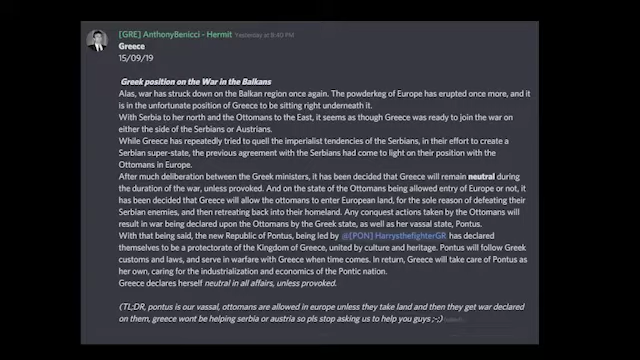 [GRE] AnthonyBenicci - Hermit Yesterday at 8:40 PM
Greece
15/09/19
Greek position on the War in the Balkans
Alas, war has struck down on the Balkan region once again. The powderkeg of Europe has erupted once more, and it
is in the unfortunate position of Greece to be sitting right underneath it.
With Serbia to her north and the Ottomans to the East, it seems as though Greece was ready to join the war on
either the side of the Serbians or Austrians.
While Greece has repeatedly tried to quell the imperialist tendencies of the Serbians, in their effort to create a
Serbian super-state, the previous agreement with the Serbians had come to light on their position with the
Ottomans in Europe.
After much deliberation between the Greek ministers, it has been decided that Greece will remain neutral during
the duration of the war, unless provoked. And on the state of the Ottomans being allowed entry of Europe or not, it
has been decided that Greece will allow the ottomans to enter European land, for the sole reason of defeating their
Serbian enemies, and then retreating back into their homeland. Any conquest actions taken by the Ottomans will
result in war being declared upon the Ottomans by the Greek state, as well as her vassal state, Pontus.
With that being said, the new Republic of Pontus, being led by @[PON] HarrysthefighterGR has declared
themselves to be a protectorate of the Kingdom of Greece, united by culture and heritage. Pontus will follow Greek
customs and laws, and serve in warfare with Greece when time comes. In return, Greece will take care of Pontus as
her own, caring for the industrialization and economics of the Pontic nation.
Greece declares herself neutral in all affairs, unless provoked.
(TL;DR, pontus is our vassal, ottomans are allowed in europe unless they take land and then they get war declared
on them, greece wont be helping serbia or austria so pls stop asking us to help you guys ;-;)